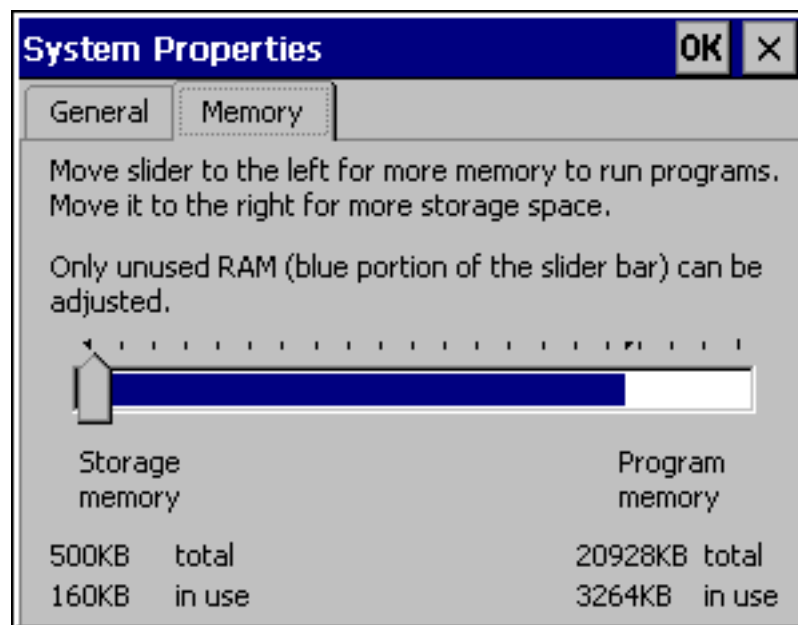 System Properties OK ×
General Memory
Move slider to the left for more memory to run programs.
Move it to the right for more storage space.
Only unused RAM (blue portion of the slider bar) can be
adjusted.
Storage Program
memory memory
500KB total 20928KB total
160KB in use 3264KB in use